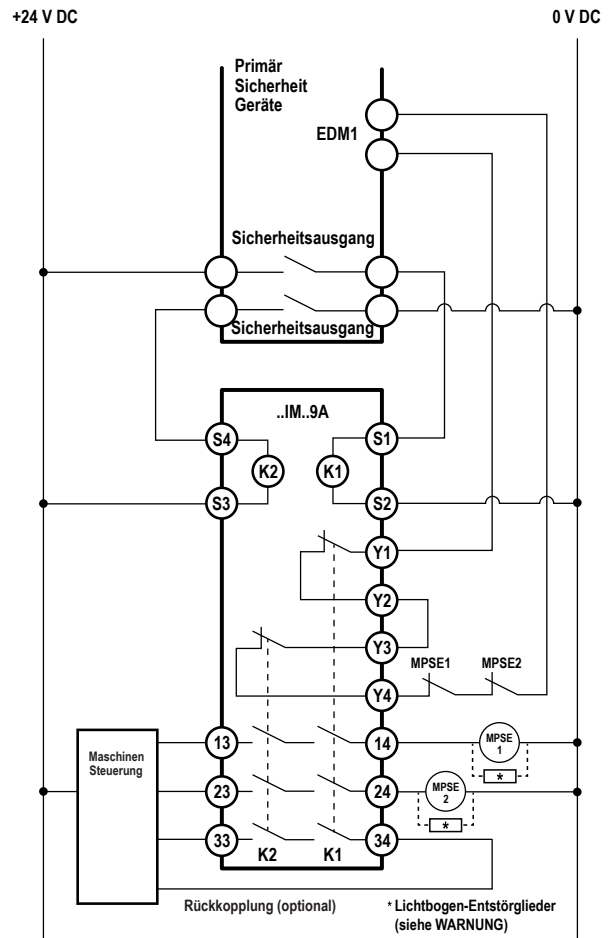 +24 V DC
0 V DC
Primär
Sicherheit
Geräte
EDM1
Sicherheitsausgang
Sicherheitsausgang
..IM..9A
S4
S1
K2
K1
S3
S2
Y1
Y2
Y3
MPSE1
MPSE2
Y4
Maschinen
Steuerung
13
14
MPSE
1
*
23
24
MPSE
2
*
33
34
K2
K1
Rückkopplung (optional)
* Lichtbogen-Entstörglieder
(siehe WARNUNG)